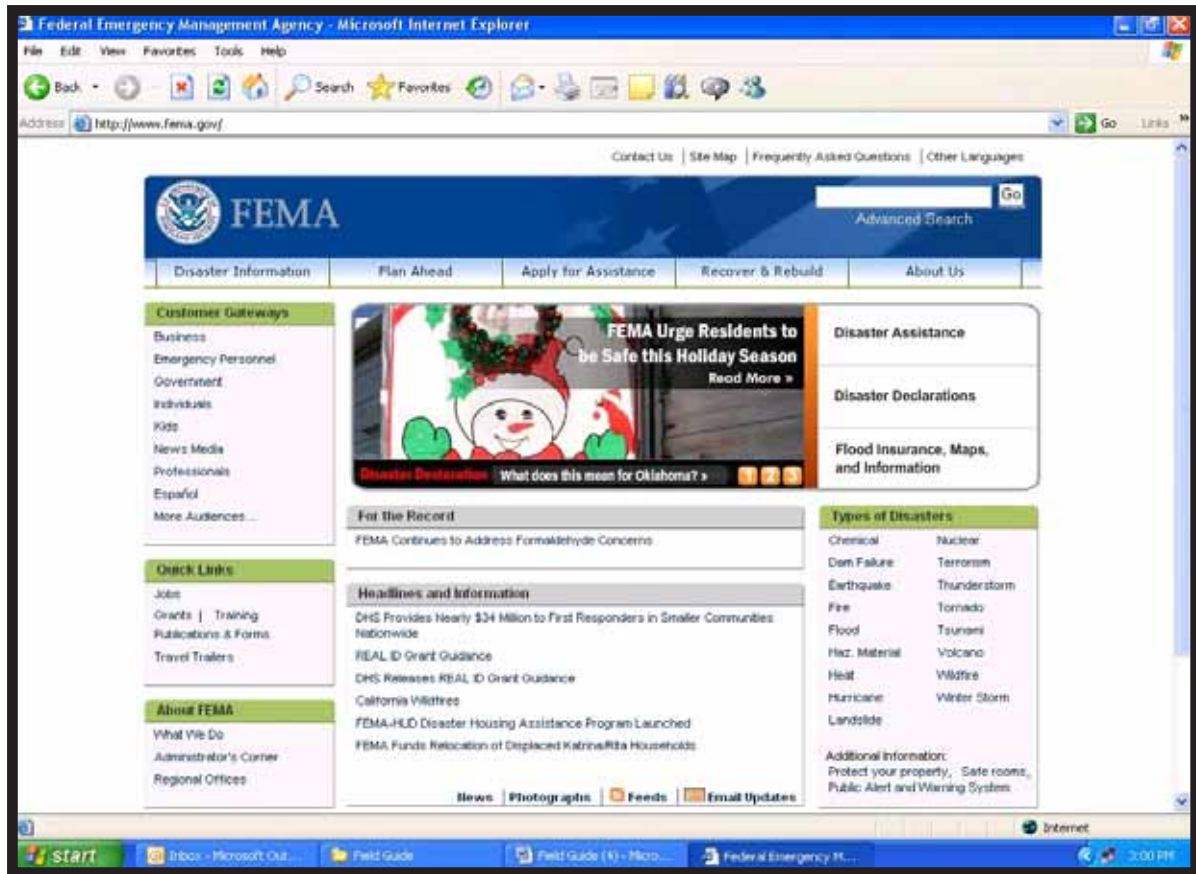 Federal Emergency Management Agency - Microsoft Internet Explorer
File Edit View Favorites Tools Help
Back Search Favorites
Address http://www.fema.gov/ Go Links
Contact Us | Site Map | Frequently Asked Questions | Other Languages
FEMA
Go
Advanced Search
Disaster Information Plan Ahead Apply for Assistance Recover & Rebuild About Us
Customer Gateways
Business
Emergency Personnel
Government
Individuals
Kids
News Media
Professionals
Español
More Audiences...
Quick Links
Jobs
Grants | Training
Publications & Forms
Travel Trailers
About FEMA
What We Do
Administrator's Corner
Regional Offices
FEMA Urge Residents to
be Safe this Holiday Season
Read More »
Disaster Declaration What does this mean for Oklahoma? » 1 2 3
Disaster Assistance
Disaster Declarations
Flood Insurance, Maps,
and Information
For the Record
FEMA Continues to Address Formaldehyde Concerns
Headlines and Information
DHS Provides Nearly $34 Million to First Responders in Smaller Communities
Nationwide
REAL ID Grant Guidance
DHS Releases REAL ID Grant Guidance
California Wildfires
FEMA-HUD Disaster Housing Assistance Program Launched
FEMA Funds Relocation of Displaced Katrina/Rita Households
News | Photographs | Feeds | Email Updates
Types of Disasters
Chemical Nuclear
Dam Failure Terrorism
Earthquake Thunderstorm
Fire Tornado
Flood Tsunami
Haz. Material Volcano
Heat Wildfire
Hurricane Winter Storm
Landslide
Additional Information:
Protect your property, Safe rooms,
Public Alert and Warning System
Internet
start Inbox - Microsoft Out... Field Guide Field Guide (4) - Micro... Federal Emergency M... 3:00 PM